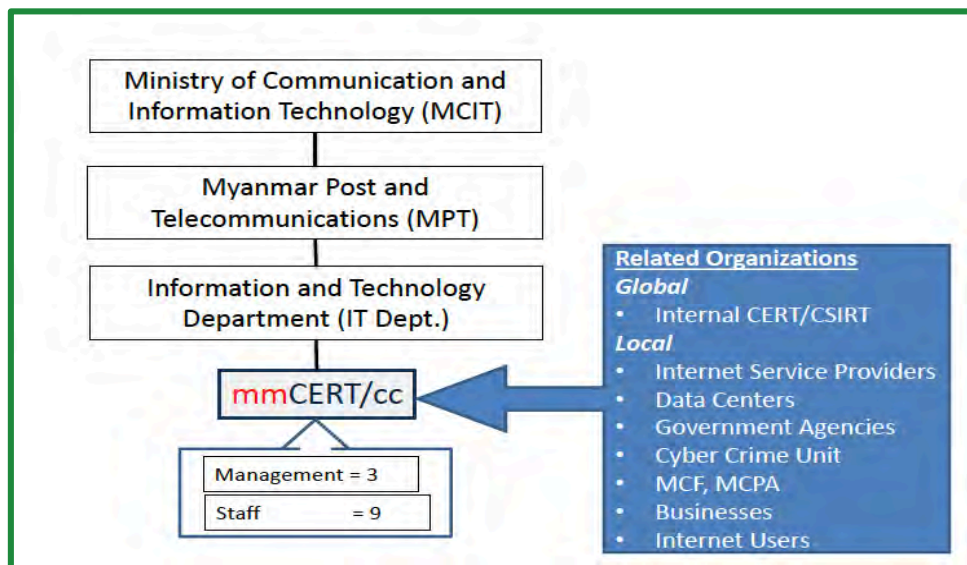 Ministry of Communication and
Information Technology (MCIT)
Myanmar Post and
Telecommunications (MPT)
Information and Technology
Department (IT Dept.)
mmCERT/cc
Management = 3
Staff = 9
Related Organizations
Global
• Internal CERT/CSIRT
Local
• Internet Service Providers
• Data Centers
• Government Agencies
• Cyber Crime Unit
• MCF, MCPA
• Businesses
• Internet Users